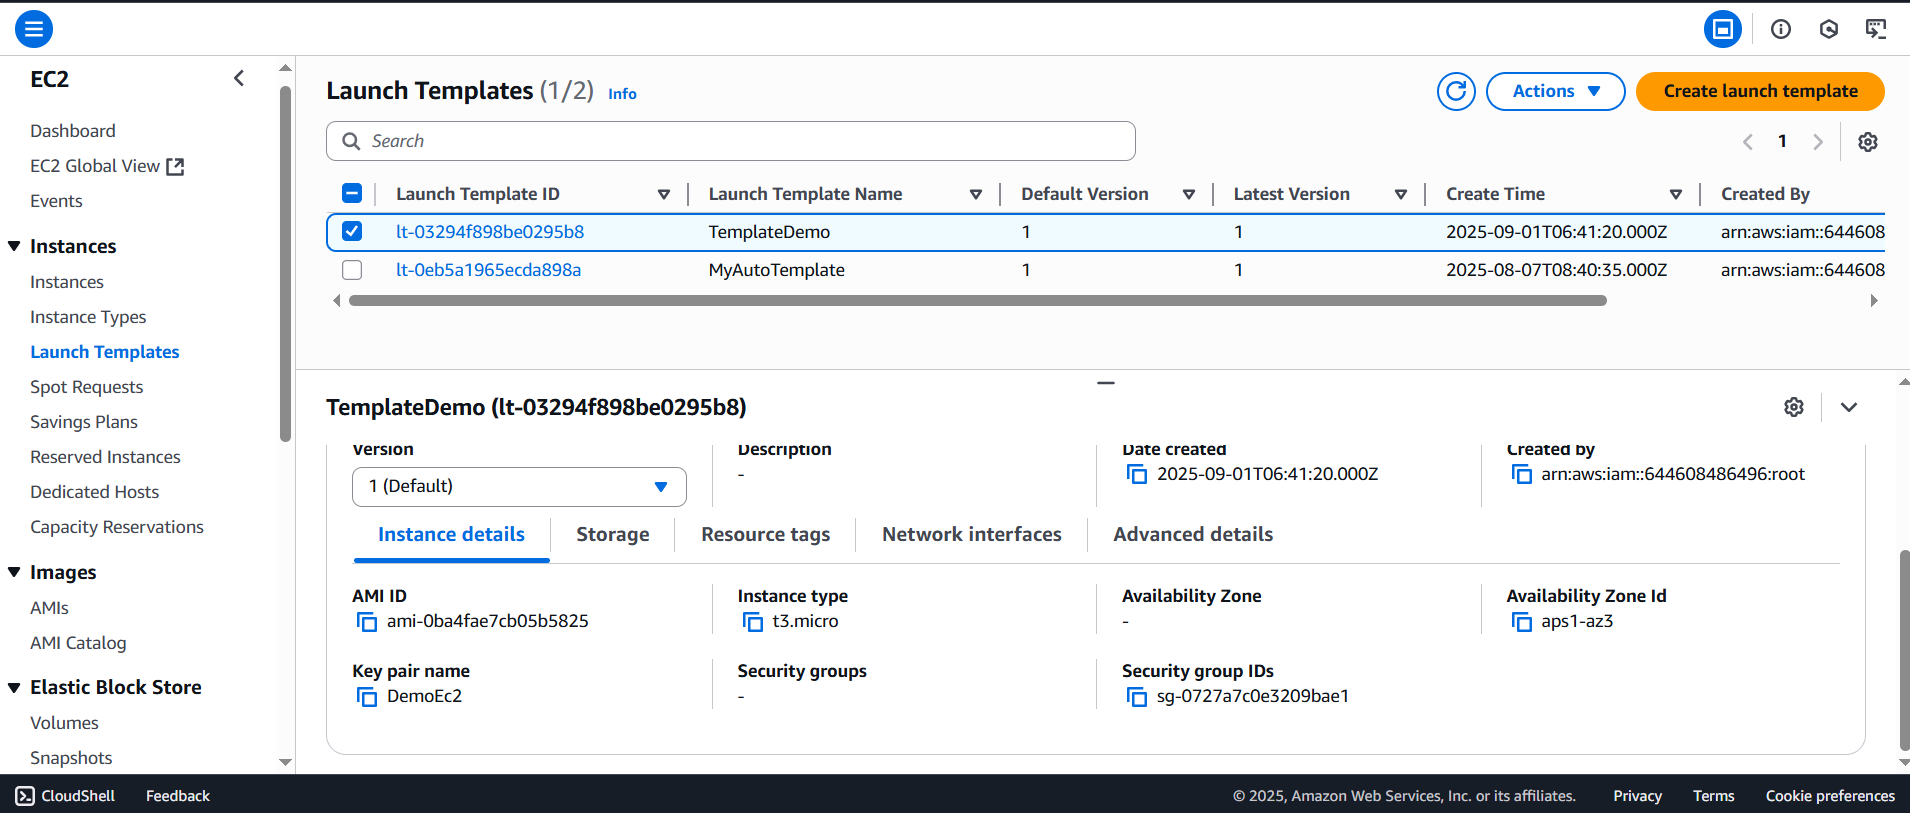 EC2
Dashboard
EC2 Global View
Events
Instances
Instances
Instance Types
Launch Templates
Spot Requests
Savings Plans
Reserved Instances
Dedicated Hosts
Capacity Reservations
Images
AMIs
AMI Catalog
Elastic Block Store
Volumes
Snapshots
Launch Templates (1/2) Info
Actions
Create launch template
Search
1
Launch Template ID Launch Template Name Default Version Latest Version Create Time Created By
lt-03294f898be0295b8 TemplateDemo 1 1 2025-09-01T06:41:20.000Z arn:aws:iam::644608
lt-0eb5a1965ecda898a MyAutoTemplate 1 1 2025-08-07T08:40:35.000Z arn:aws:iam::644608
TemplateDemo (lt-03294f898be0295b8)
Version Description Date created Created by
1 (Default) - 2025-09-01T06:41:20.000Z arn:aws:iam::644608486496:root
Instance details Storage Resource tags Network interfaces Advanced details
AMI ID Instance type Availability Zone Availability Zone Id
ami-0ba4fae7cb05b5825 t3.micro - aps1-az3
Key pair name Security groups Security group IDs
DemoEc2 - sg-0727a7c0e3209bae1
CloudShell Feedback © 2025, Amazon Web Services, Inc. or its affiliates. Privacy Terms Cookie preferences